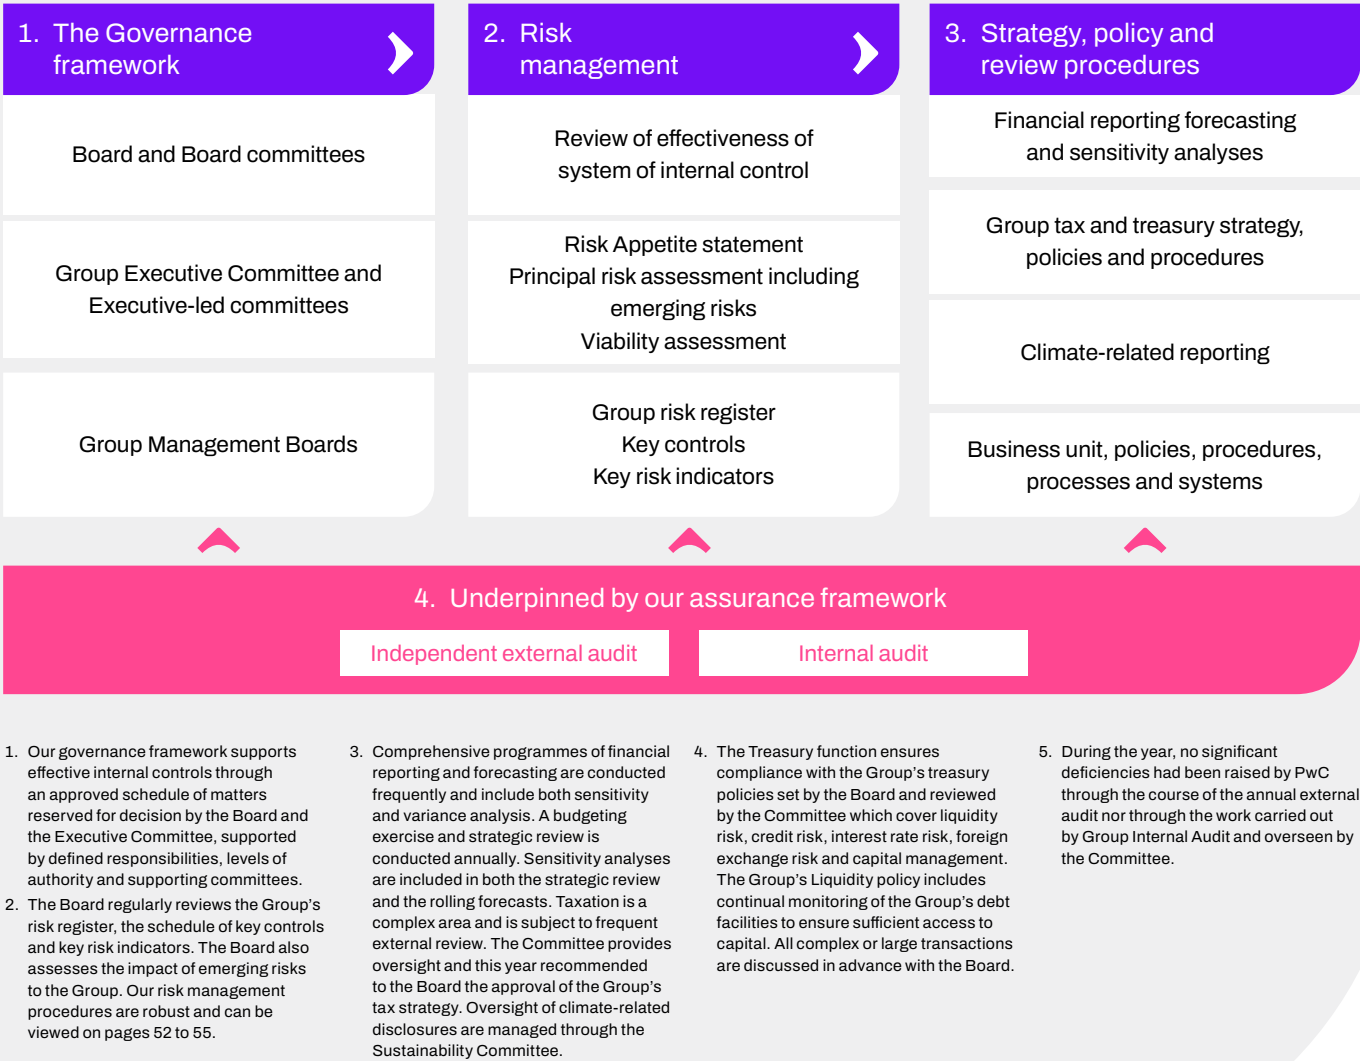 1. The Governance
framework
Board and Board committees
Group Executive Committee and
Executive-led committees
Group Management Boards
2. Risk
management
Review of effectiveness of
system of internal control
Risk Appetite statement
Principal risk assessment including
emerging risks
Viability assessment
Group risk register
Key controls
Key risk indicators
3. Strategy, policy and
review procedures
Financial reporting forecasting
and sensitivity analyses
Group tax and treasury strategy,
policies and procedures
Climate-related reporting
Business unit, policies, procedures,
processes and systems
4. Underpinned by our assurance framework
Independent external audit
Internal audit
1. Our governance framework supports
effective internal controls through
an approved schedule of matters
reserved for decision by the Board and
the Executive Committee, supported
by defined responsibilities, levels of
authority and supporting committees.
2. The Board regularly reviews the Group’s
risk register, the schedule of key controls
and key risk indicators. The Board also
assesses the impact of emerging risks
to the Group. Our risk management
procedures are robust and can be
viewed on pages 52 to 55.
3. Comprehensive programmes of financial
reporting and forecasting are conducted
frequently and include both sensitivity
and variance analysis. A budgeting
exercise and strategic review is
conducted annually. Sensitivity analyses
are included in both the strategic review
and the rolling forecasts. Taxation is a
complex area and is subject to frequent
external review. The Committee provides
oversight and this year recommended
to the Board the approval of the Group’s
tax strategy. Oversight of climate-related
disclosures are managed through the
Sustainability Committee.
4. The Treasury function ensures
compliance with the Group’s treasury
policies set by the Board and reviewed
by the Committee which cover liquidity
risk, credit risk, interest rate risk, foreign
exchange risk and capital management.
The Group’s Liquidity policy includes
continual monitoring of the Group’s debt
facilities to ensure sufficient access to
capital. All complex or large transactions
are discussed in advance with the Board.
5. During the year, no significant
deficiencies had been raised by PwC
through the course of the annual external
audit nor through the work carried out
by Group Internal Audit and overseen by
the Committee.